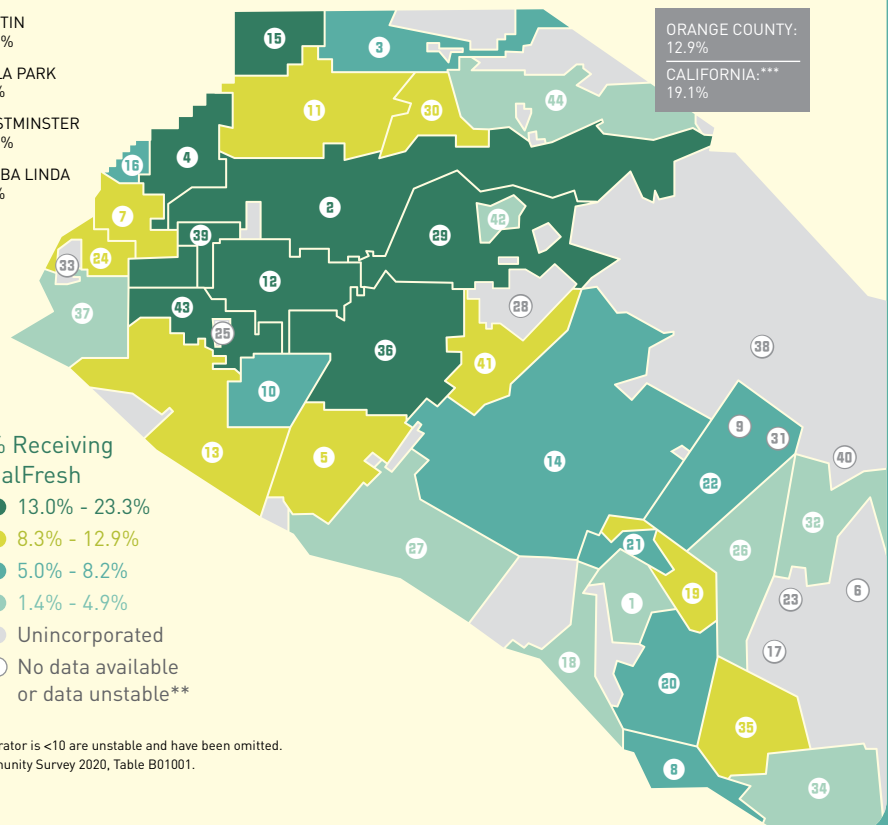 TIN
%
LA PARK
%
STMINSTER
%
BA LINDA
%
ORANGE COUNTY:
12.9%
CALIFORNIA:***
19.1%
15
3
11
30
44
16
4
7
2
42
39
29
33
24
12
37
43
28
25
36
38
41
10
9
31
13
5
14
40
22
32
27
21
26
19
6
1
23
18
17
20
35
8
34
% Receiving
alFresh
13.0% - 23.3%
8.3% - 12.9%
5.0% - 8.2%
1.4% - 4.9%
Unincorporated
No data available
or data unstable**
rator is <10 are unstable and have been omitted.
munity Survey 2020, Table B01001.